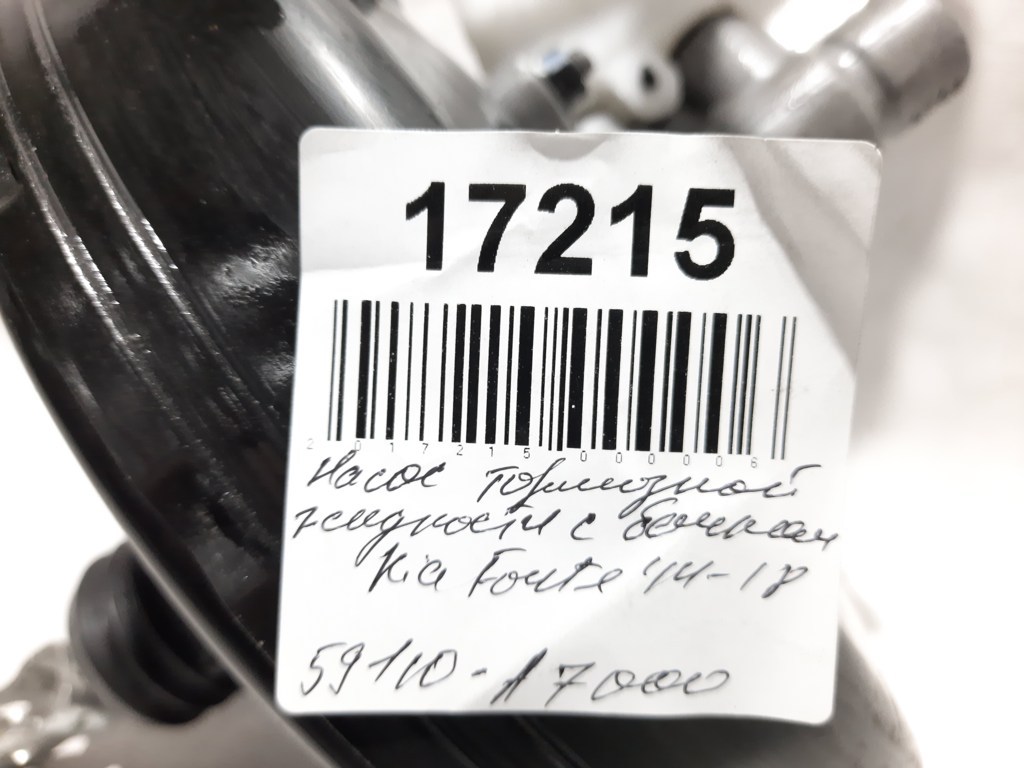 17215
2017215000006
Насос тормозной
жидкости с бачком
Kia Forte '14-18
59110-A7000